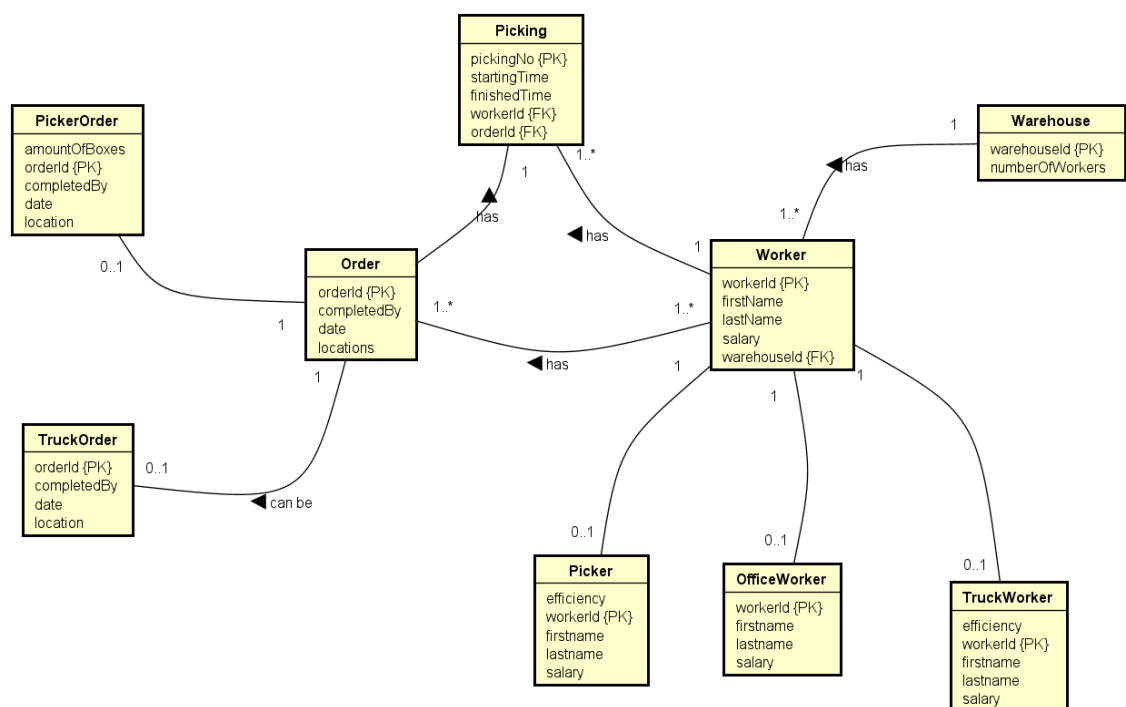 Picking
pickingNo {PK}
startingTime
finishedTime
workerId {FK}
orderId {FK}
PickerOrder
amountOfBoxes
orderId {PK}
completedBy
date
location
Warehouse
warehouseId {PK}
numberOfWorkers
1
1..*
1
has
has
has
1..*
0..1
1
Order
orderId {PK}
completedBy
date
locations
1
1..*
1..*
has
1
Worker
workerId {PK}
firstName
lastName
salary
warehouseId {FK}
1
1
1
TruckOrder
orderId {PK}
completedBy
date
location
0..1
can be
0..1
0..1
0..1
Picker
efficiency
workerId {PK}
firstname
lastname
salary
OfficeWorker
workerId {PK}
firstname
lastname
salary
TruckWorker
efficiency
workerId {PK}
firstname
lastname
salary